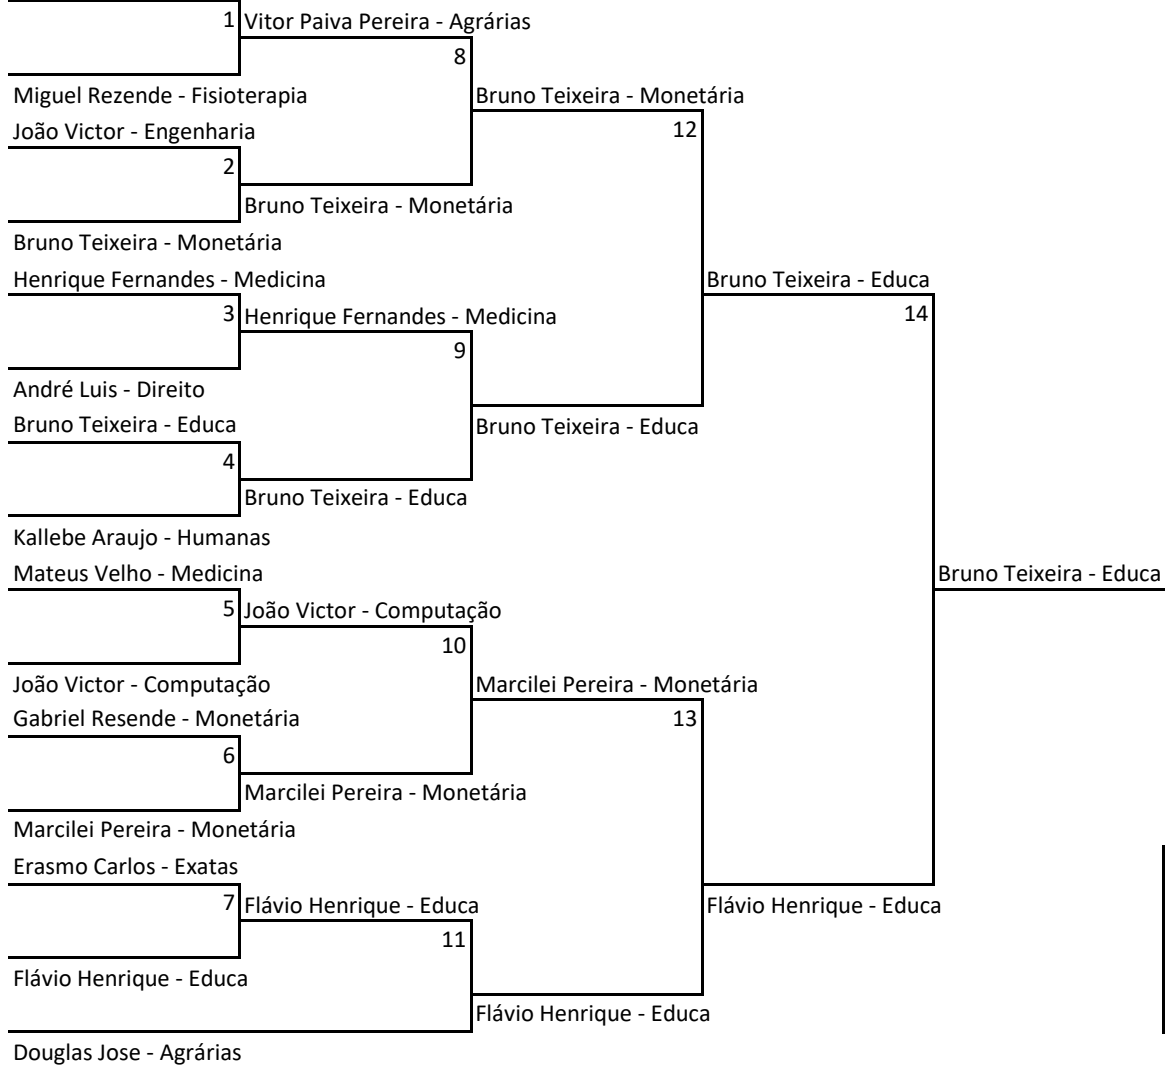 1 Vitor Paiva Pereira - Agrárias
8
Miguel Rezende - Fisioterapia
Bruno Teixeira - Monetária
João Victor - Engenharia
12
2
Bruno Teixeira - Monetária
Bruno Teixeira - Monetária
Henrique Fernandes - Medicina
Bruno Teixeira - Educa
3 Henrique Fernandes - Medicina
14
9
André Luis - Direito
Bruno Teixeira - Educa
Bruno Teixeira - Educa
4
Bruno Teixeira - Educa
Kallebe Araujo - Humanas
Mateus Velho - Medicina
Bruno Teixeira - Educa
5 João Victor - Computação
10
João Victor - Computação
Marcilei Pereira - Monetária
Gabriel Resende - Monetária
13
6
Marcilei Pereira - Monetária
Marcilei Pereira - Monetária
Erasmo Carlos - Exatas
7 Flávio Henrique - Educa
Flávio Henrique - Educa
11
Flávio Henrique - Educa
Flávio Henrique - Educa
Douglas Jose - Agrárias